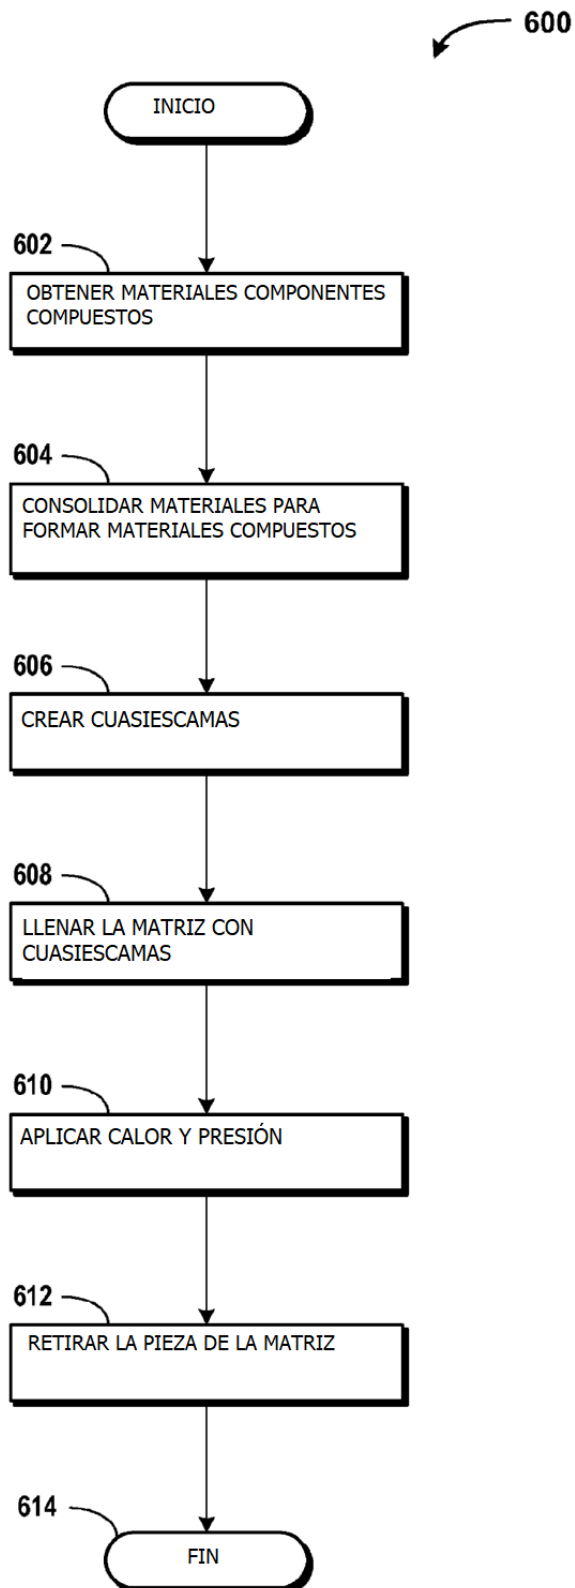 600
INICIO
602
OBTENER MATERIALES COMPONENTES
COMPUESTOS
604
CONSOLIDAR MATERIALES PARA
FORMAR MATERIALES COMPUESTOS
606
CREAR CUASIESCAMAS
608
LLENAR LA MATRIZ CON
CUASIESCAMAS
610
APLICAR CALOR Y PRESIÓN
612
RETIRAR LA PIEZA DE LA MATRIZ
614
FIN